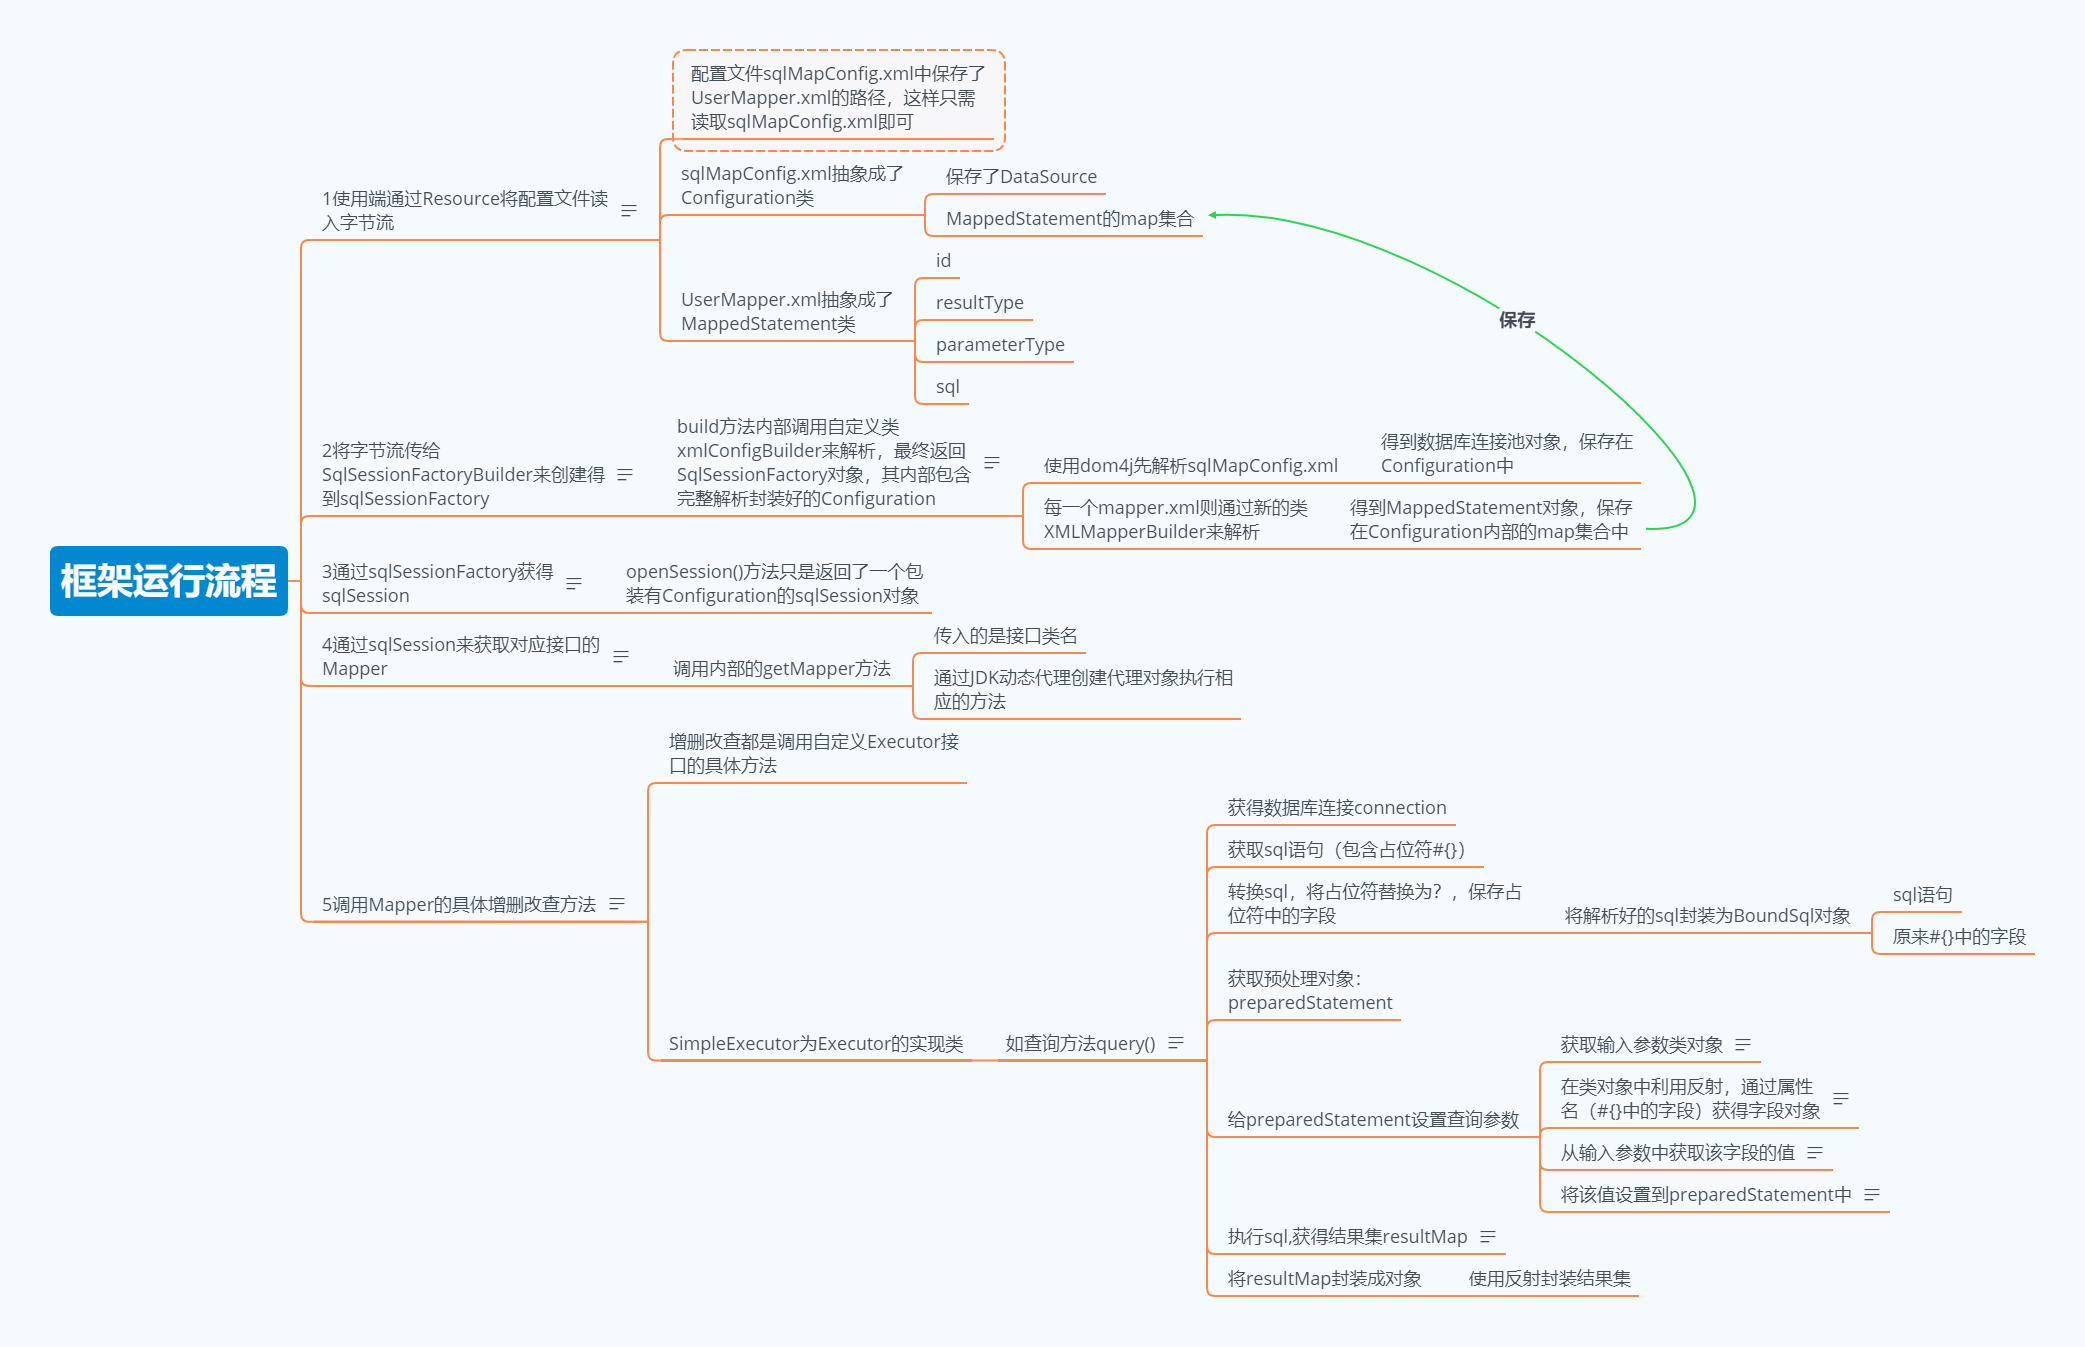 框架运行流程
1使用端通过Resource将配置文件读
入字节流
配置文件sqlMapConfig.xml中保存了
UserMapper.xml的路径，这样只需
读取sqlMapConfig.xml即可
sqlMapConfig.xml抽象成了
Configuration类
保存了DataSource
MappedStatement的map集合
UserMapper.xml抽象成了
MappedStatement类
id
resultType
parameterType
sql
保存
2将字节流传给
SqlSessionFactoryBuilder来创建得
到sqlSessionFactory
build方法内部调用自定义类
xmlConfigBuilder来解析，最终返回
SqlSessionFactory对象，其内部包含
完整解析封装好的Configuration
使用dom4j先解析sqlMapConfig.xml
得到数据库连接池对象，保存在
Configuration中
每一个mapper.xml则通过新的类
XMLMapperBuilder来解析
得到MappedStatement对象，保存
在Configuration内部的map集合中
3通过sqlSessionFactory获得
sqlSession
openSession()方法只是返回了一个包
装有Configuration的sqlSession对象
4通过sqlSession来获取对应接口的
Mapper
调用内部的getMapper方法
传入的是接口类名
通过JDK动态代理创建代理对象执行相
应的方法
5调用Mapper的具体增删改查方法
增删改查都是调用自定义Executor接
口的具体方法
SimpleExecutor为Executor的实现类
如查询方法query()
获得数据库连接connection
获取sql语句（包含占位符#{}）
转换sql，将占位符替换为？，保存占
位符中的字段
将解析好的sql封装为BoundSql对象
sql语句
原来#{}中的字段
获取预处理对象：
preparedStatement
给preparedStatement设置查询参数
获取输入参数类对象
在类对象中利用反射，通过属性
名（#{}中的字段）获得字段对象
从输入参数中获取该字段的值
将该值设置到preparedStatement中
执行sql,获得结果集resultMap
将resultMap封装成对象
使用反射封装结果集